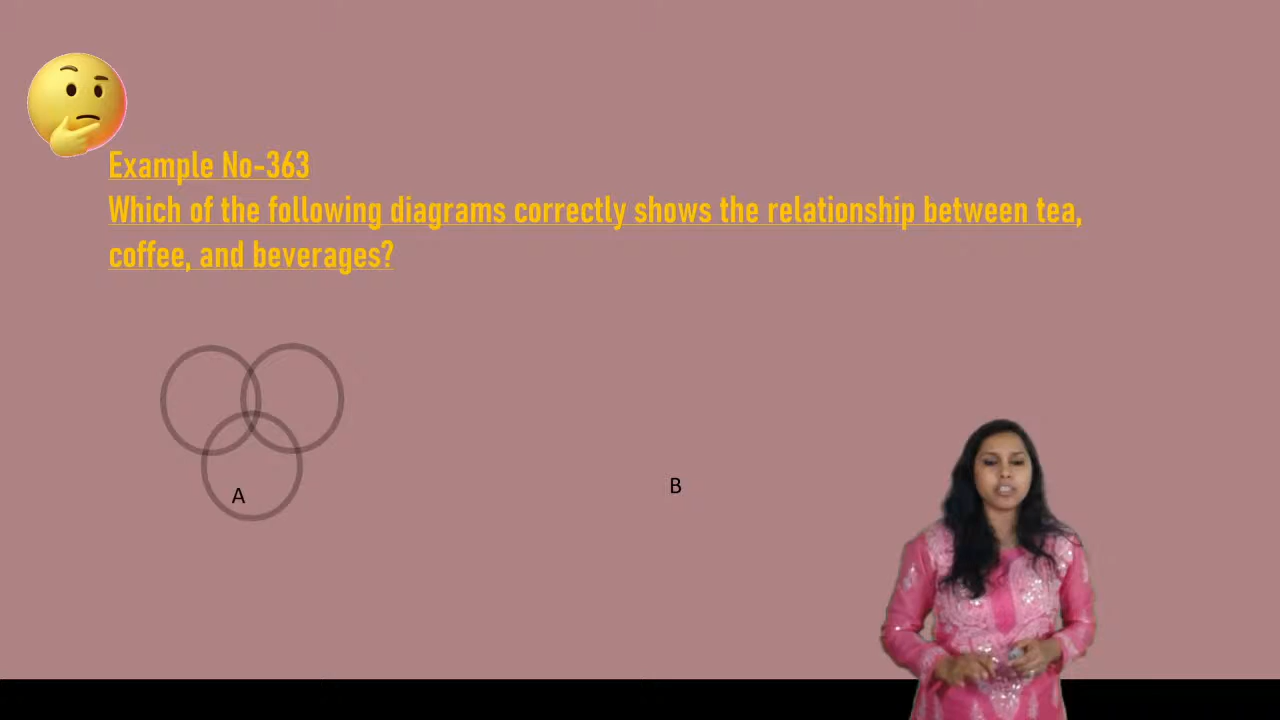 Example No-363
Which of the following diagrams correctly shows the relationship between tea,
coffee, and beverages?
A
B